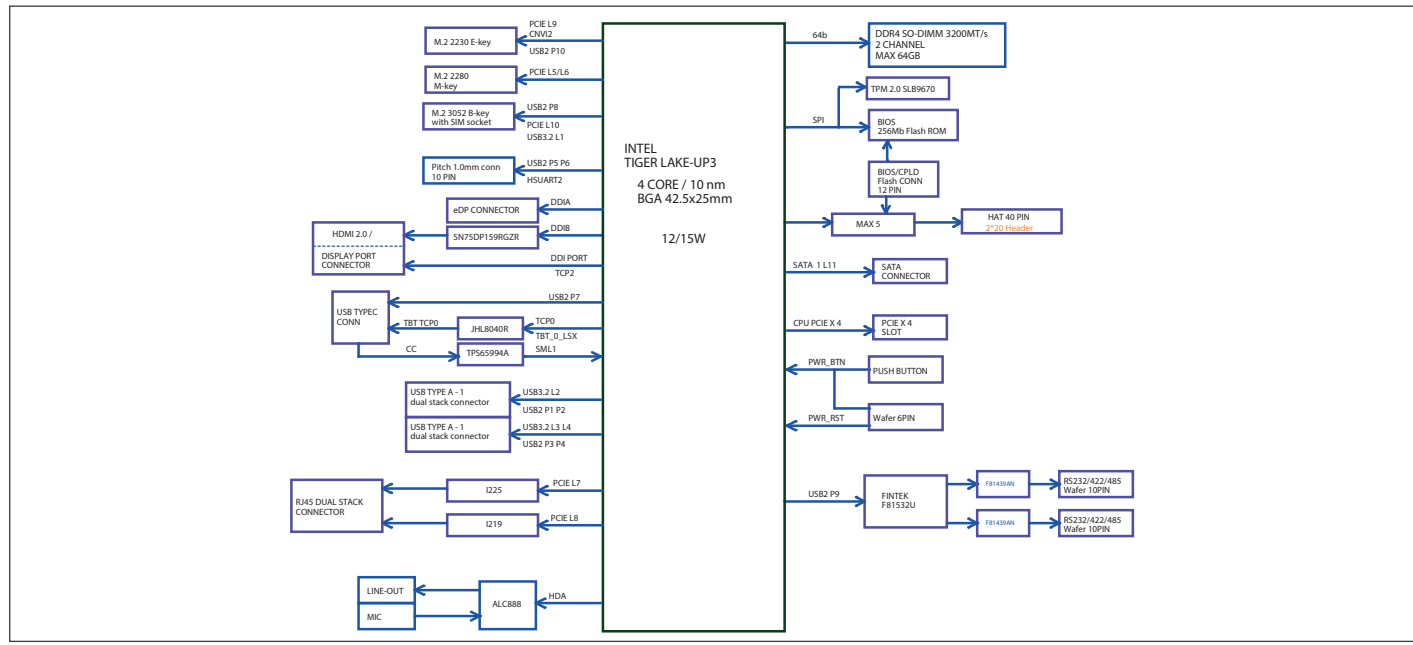 PCIE L9
CNVI2
M.2 2230 E-key
USB2 P10
M.2 2280
M-key
PCIE L5/L6
USB2 P8
M.2 3052 B-key
with SIM socket
PCIE L10
USB3.2 L1
Pitch 1.0mm conn
10 PIN
USB2 P5 P6
HSUART2
eDP CONNECTOR
DDIA
HDMI 2.0 /
SN75DP159RGZR
DDIB
DISPLAY PORT
CONNECTOR
DDI PORT
TCP2
USB2 P7
USB TYPEC
CONN
TBT TCP0
JHL8040R
TCP0
TBT_0_LSX
CC
TPS65994A
SML1
USB TYPE A - 1
dual stack connector
USB3.2 L2
USB2 P1 P2
USB TYPE A - 1
dual stack connector
USB3.2 L3 L4
USB2 P3 P4
RJ45 DUAL STACK
CONNECTOR
I225
PCIE L7
I219
PCIE L8
LINE-OUT
MIC
ALC888
HDA
INTEL
TIGER LAKE-UP3
4 CORE / 10 nm
BGA 42.5x25mm
12/15W
64b
DDR4 SO-DIMM 3200MT/s
2 CHANNEL
MAX 64GB
TPM 2.0 SLB9670
SPI
BIOS
256Mb Flash ROM
BIOS/CPLD
Flash CONN
12 PIN
MAX 5
HAT 40 PIN
2*20 Header
SATA 1 L11
SATA
CONNECTOR
CPU PCIE X 4
PCIE X 4
SLOT
PWR_BTN
PUSH BUTTON
PWR_RST
Wafer 6PIN
USB2 P9
FINTEK
F81532U
F81439AN
RS232/422/485
Wafer 10PIN
F81439AN
RS232/422/485
Wafer 10PIN